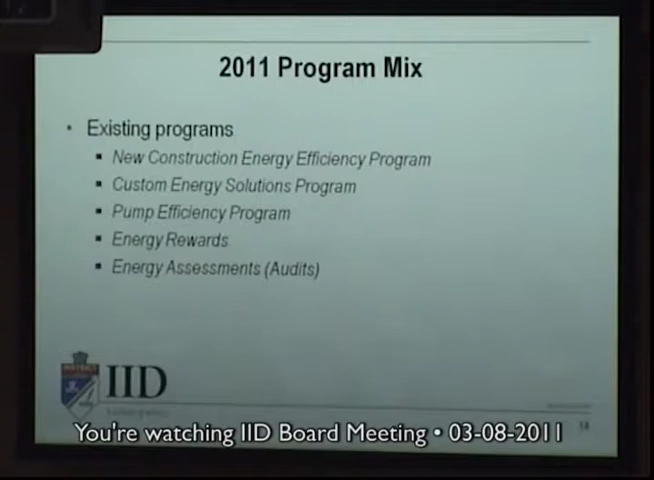 2011 Program Mix
• Existing programs
▪ New Construction Energy Efficiency Program
▪ Custom Energy Solutions Program
▪ Pump Efficiency Program
▪ Energy Rewards
▪ Energy Assessments (Audits)
IID
You're watching IID Board Meeting • 03-08-2011